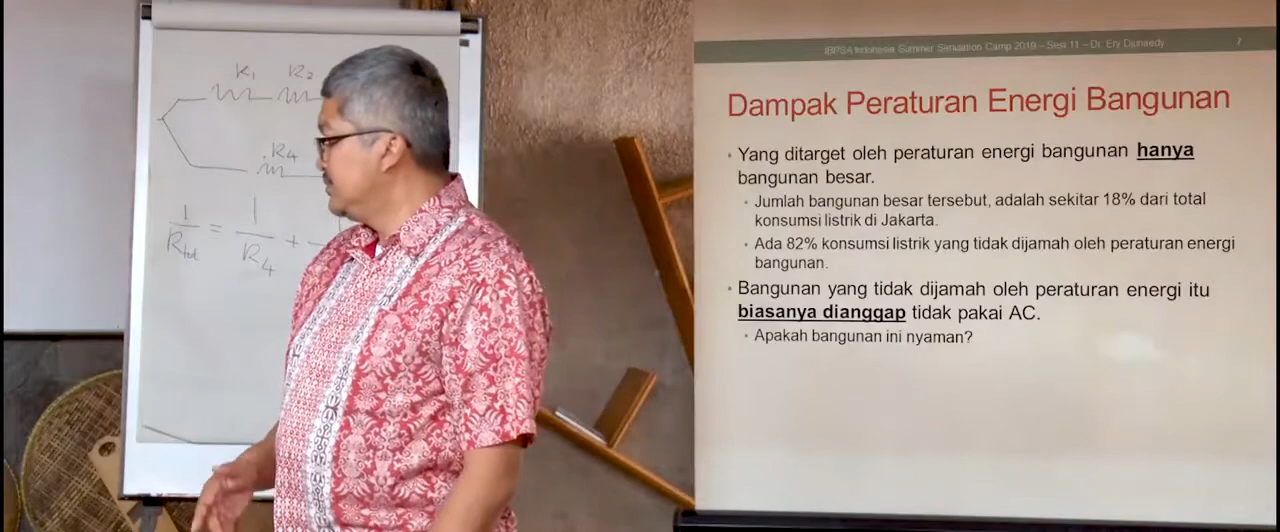 R₁ R₂
R₄
1/Rtot = 1/R₄ +
IBPSA Indonesia Summer Simulation Camp 2019 – Sesi 11 – Dr. Ery Djunaedy 7
Dampak Peraturan Energi Bangunan
• Yang ditarget oleh peraturan energi bangunan hanya
bangunan besar.
• Jumlah bangunan besar tersebut, adalah sekitar 18% dari total
konsumsi listrik di Jakarta.
• Ada 82% konsumsi listrik yang tidak dijamah oleh peraturan energi
bangunan.
• Bangunan yang tidak dijamah oleh peraturan energi itu
biasanya dianggap tidak pakai AC.
• Apakah bangunan ini nyaman?